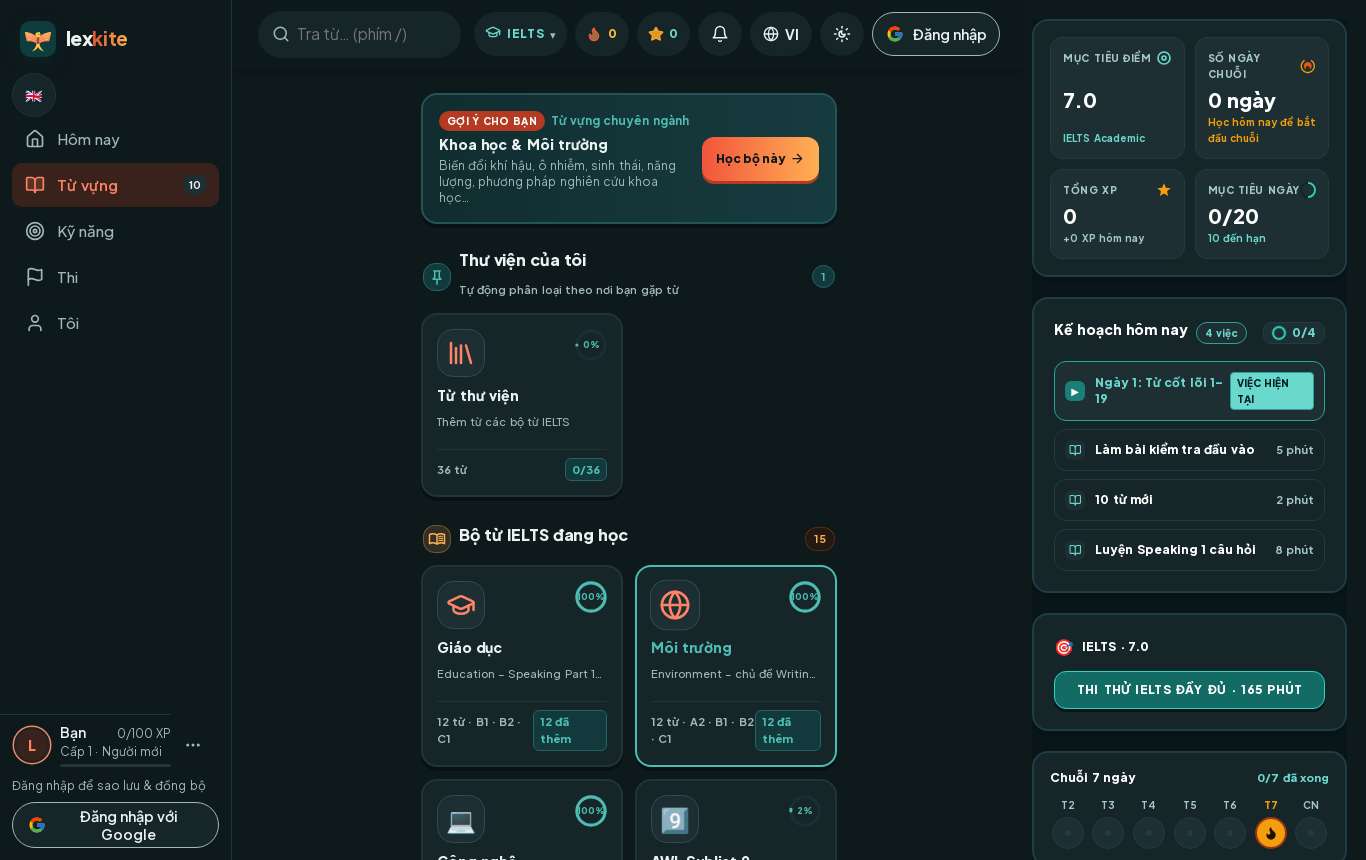 lexkite
Hôm nay
Từ vựng
10
Kỹ năng
Thi
Tôi
L
Bạn
0/100 XP
Cấp 1 · Người mới
Đăng nhập để sao lưu & đồng bộ
Đăng nhập với
Google
Tra từ... (phím /)
IELTS ▾
0
0
VI
Đăng nhập
GỢI Ý CHO BẠN
Từ vựng chuyên ngành
Khoa học & Môi trường
Biến đổi khí hậu, ô nhiễm, sinh thái, năng
lượng, phương pháp nghiên cứu khoa
học...
Học bộ này →
Thư viện của tôi
Tự động phân loại theo nơi bạn gặp từ
1
0%
Từ thư viện
Thêm từ các bộ từ IELTS
36 từ
0/36
Bộ từ IELTS đang học
15
100%
Giáo dục
Education – Speaking Part 1...
12 từ · B1 · B2 ·
C1
12 đã
thêm
100%
Môi trường
Environment – chủ đề Writin...
12 từ · A2 · B1 · B2
· C1
12 đã
thêm
100%
Công nghệ
9
2%
AWL Sublist 9
MỤC TIÊU ĐIỂM
7.0
IELTS Academic
SỐ NGÀY
CHUỖI
0 ngày
Học hôm nay để bắt
đầu chuỗi
TỔNG XP
0
+0 XP hôm nay
MỤC TIÊU NGÀY
0/20
10 đến hạn
Kế hoạch hôm nay
4 việc
0/4
Ngày 1: Từ cốt lõi 1–
19
VIỆC HIỆN
TẠI
Làm bài kiểm tra đầu vào
5 phút
10 từ mới
2 phút
Luyện Speaking 1 câu hỏi
8 phút
IELTS · 7.0
THI THỬ IELTS ĐẦY ĐỦ · 165 PHÚT
Chuỗi 7 ngày
0/7 đã xong
T2 T3 T4 T5 T6 T7 CN